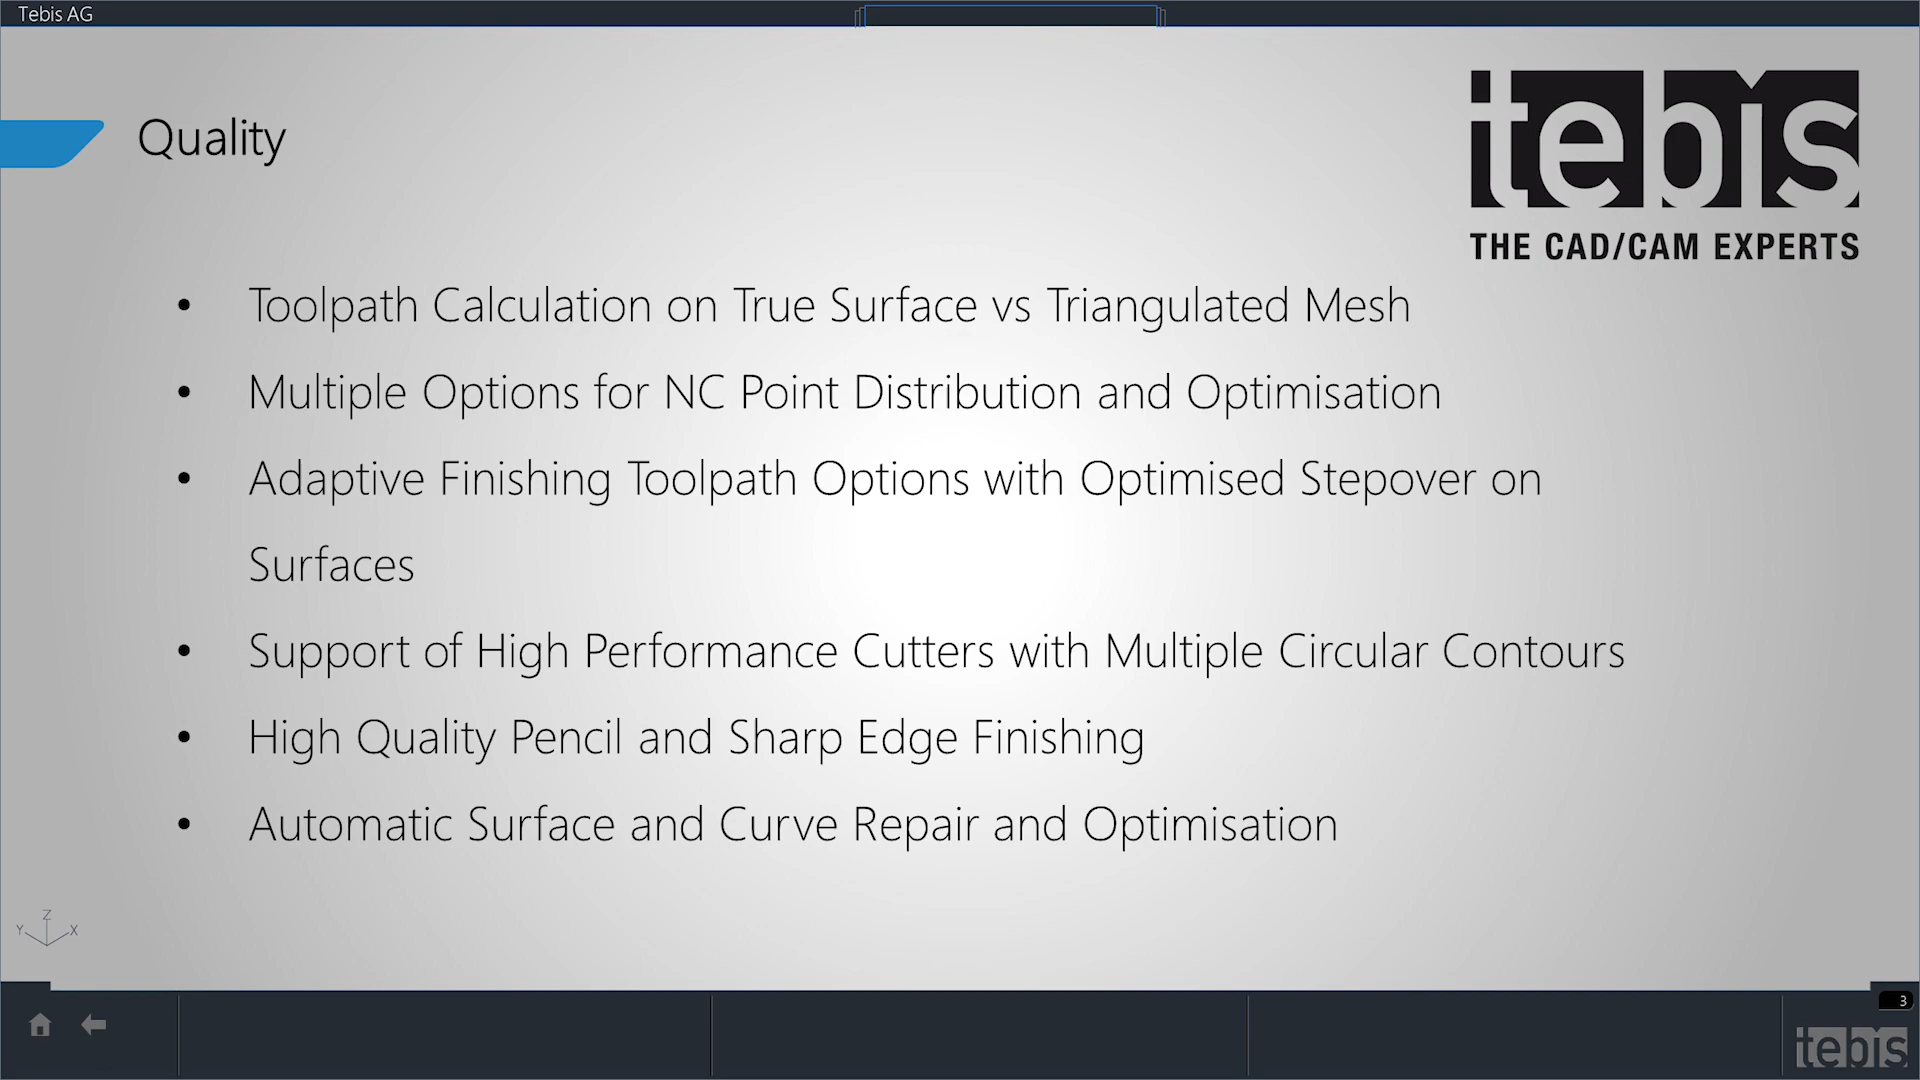 Tebis AG
Quality
tebis
THE CAD/CAM EXPERTS
• Toolpath Calculation on True Surface vs Triangulated Mesh
• Multiple Options for NC Point Distribution and Optimisation
• Adaptive Finishing Toolpath Options with Optimised Stepover on
Surfaces
• Support of High Performance Cutters with Multiple Circular Contours
• High Quality Pencil and Sharp Edge Finishing
• Automatic Surface and Curve Repair and Optimisation
Z
Y X
3
tebis